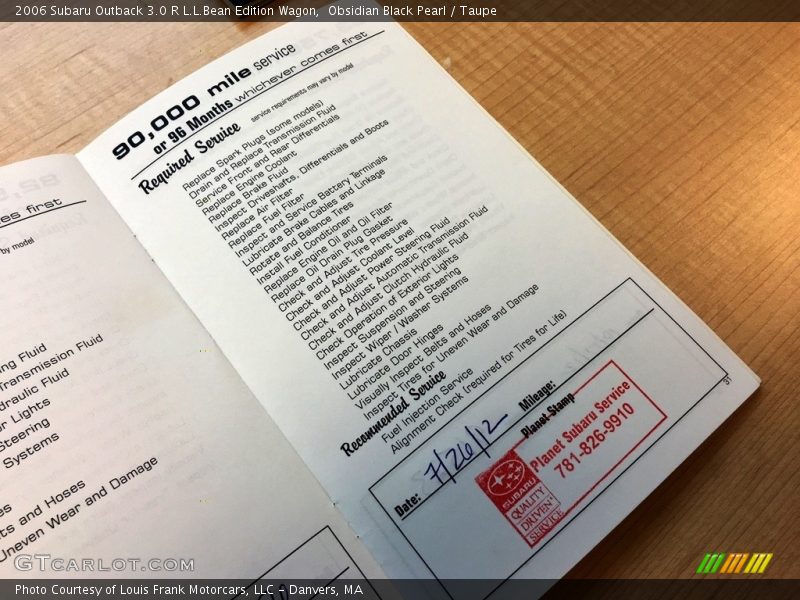 2006 Subaru Outback 3.0 R L.L.Bean Edition Wagon,  Obsidian Black Pearl / Taupe
es first
by model
ng Fluid
Transmission Fluid
draulic Fluid
or Lights
Steering
Systems
es
ts and Hoses
Uneven Wear and Damage
90,000 mile service
or 96 Months whichever comes first
Required Service service requirements may vary by model
Replace Spark Plugs (some models)
Drain and Replace Transmission Fluid
Service Front and Rear Differentials
Replace Engine Coolant
Replace Brake Fluid
Inspect Driveshafts, Differentials and Boots
Replace Air Filter
Replace Fuel Filter
Inspect and Service Battery Terminals
Lubricate Brake Cables and Linkage
Rotate and Balance Tires
Install Fuel Conditioner
Replace Engine Oil and Oil Filter
Replace Oil Drain Plug Gasket
Check and Adjust Tire Pressure
Check and Adjust Coolant Level
Check and Adjust Power Steering Fluid
Check and Adjust Automatic Transmission Fluid
Check and Adjust Clutch Hydraulic Fluid
Check Operation of Exterior Lights
Inspect Suspension and Steering
Inspect Wiper / Washer Systems
Lubricate Chassis
Lubricate Door Hinges
Visually Inspect Belts and Hoses
Inspect Tires for Uneven Wear and Damage
Recommended Service
Fuel Injection Service
Alignment Check (required for Tires for Life)
Date: 7/26/12 Mileage:
Planet Stamp
Planet Subaru Service
781-826-9910
SUBARU
QUALITY
DRIVEN
SERVICE
31
GTCARLOT.COM
Photo Courtesy of Louis Frank Motorcars, LLC - Danvers, MA